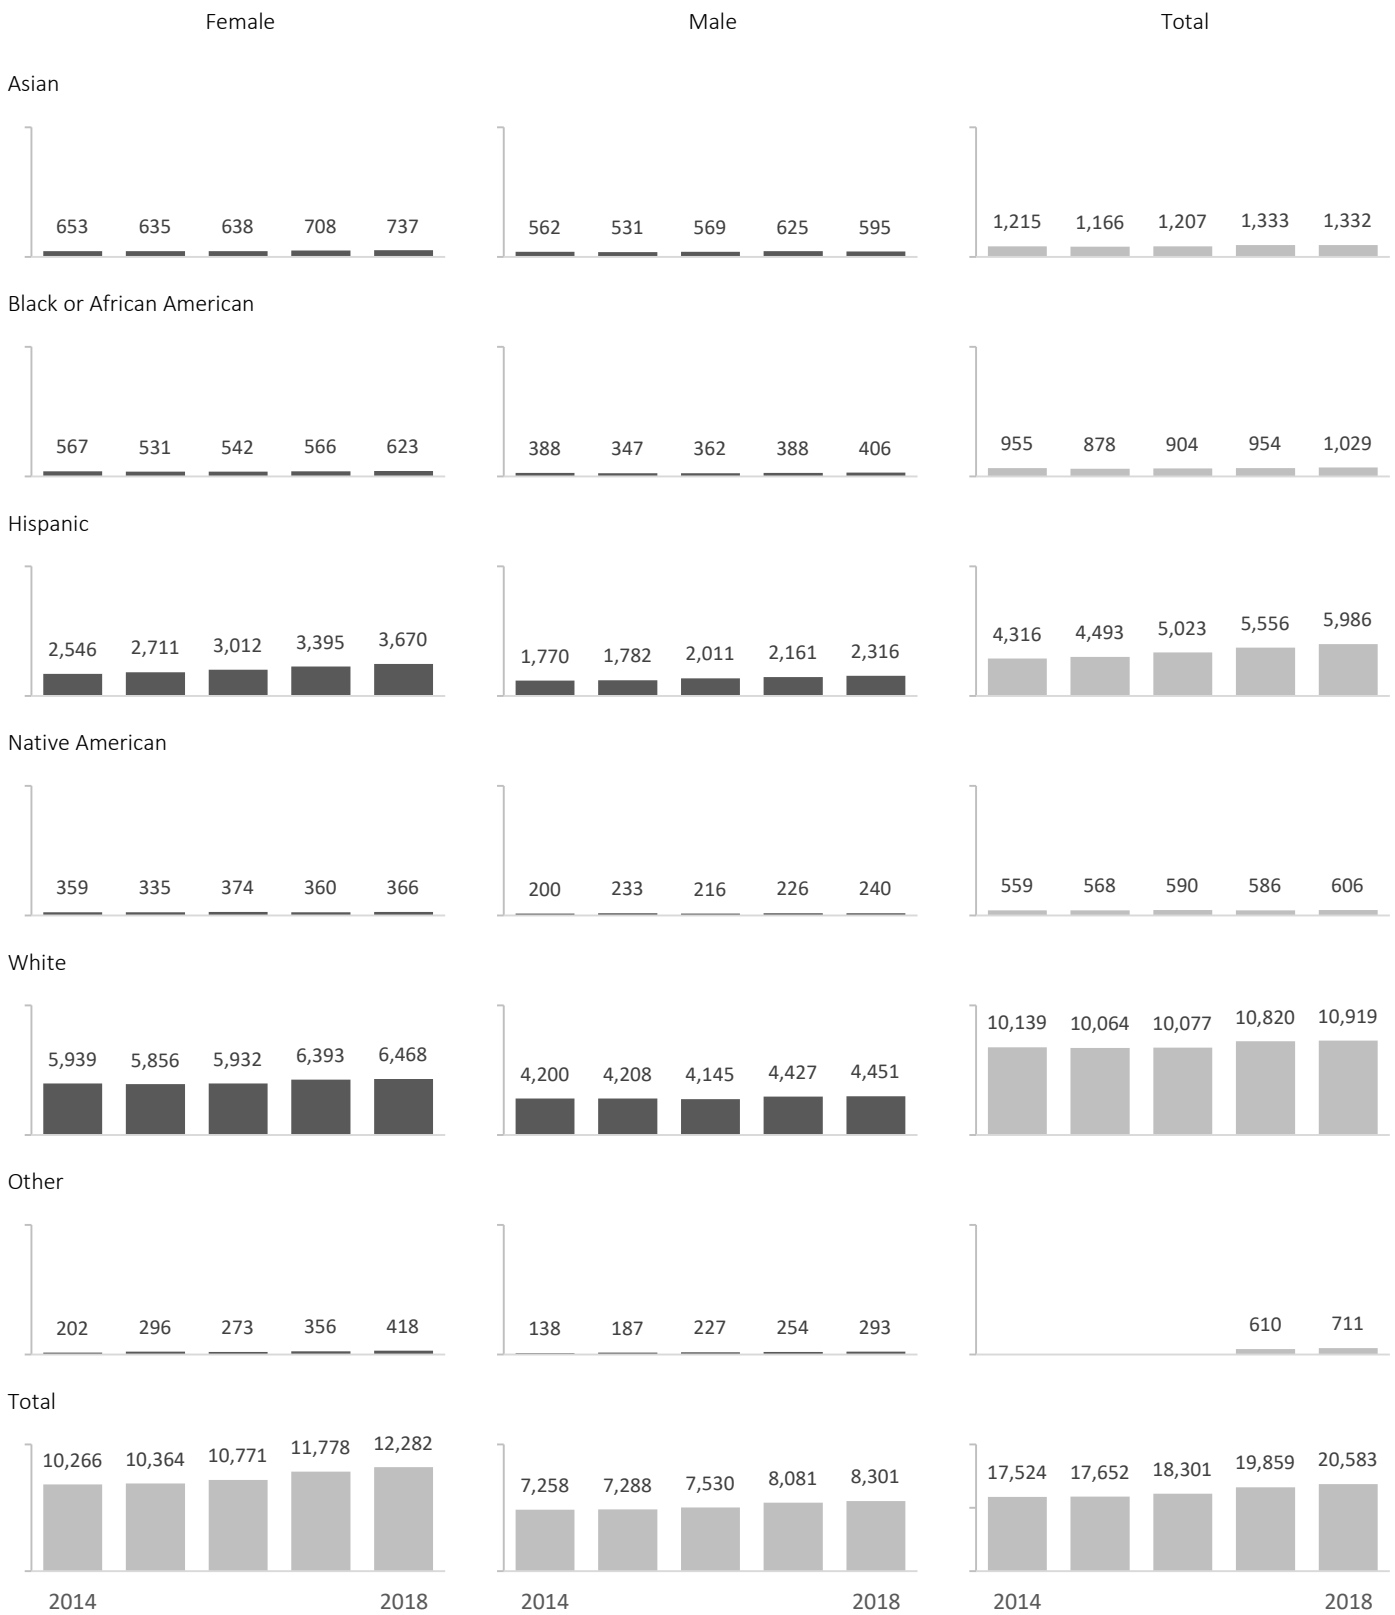 Female Male Total
Asian
653 635 638 708 737 562 531 569 625 595 1,215 1,166 1,207 1,333 1,332
Black or African American
567 531 542 566 623 388 347 362 388 406 955 878 904 954 1,029
Hispanic
2,546 2,711 3,012 3,395 3,670 1,770 1,782 2,011 2,161 2,316 4,316 4,493 5,023 5,556 5,986
Native American
359 335 374 360 366 200 233 216 226 240 559 568 590 586 606
White
5,939 5,856 5,932 6,393 6,468 4,200 4,208 4,145 4,427 4,451 10,139 10,064 10,077 10,820 10,919
Other
202 296 273 356 418 138 187 227 254 293 610 711
Total
10,266 10,364 10,771 11,778 12,282 7,258 7,288 7,530 8,081 8,301 17,524 17,652 18,301 19,859 20,583
2014 2018 2014 2018 2014 2018